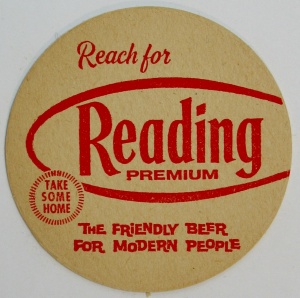 Reach for
Reading
PREMIUM
TAKE
SOME
HOME
THE FRIENDLY BEER
FOR MODERN PEOPLE